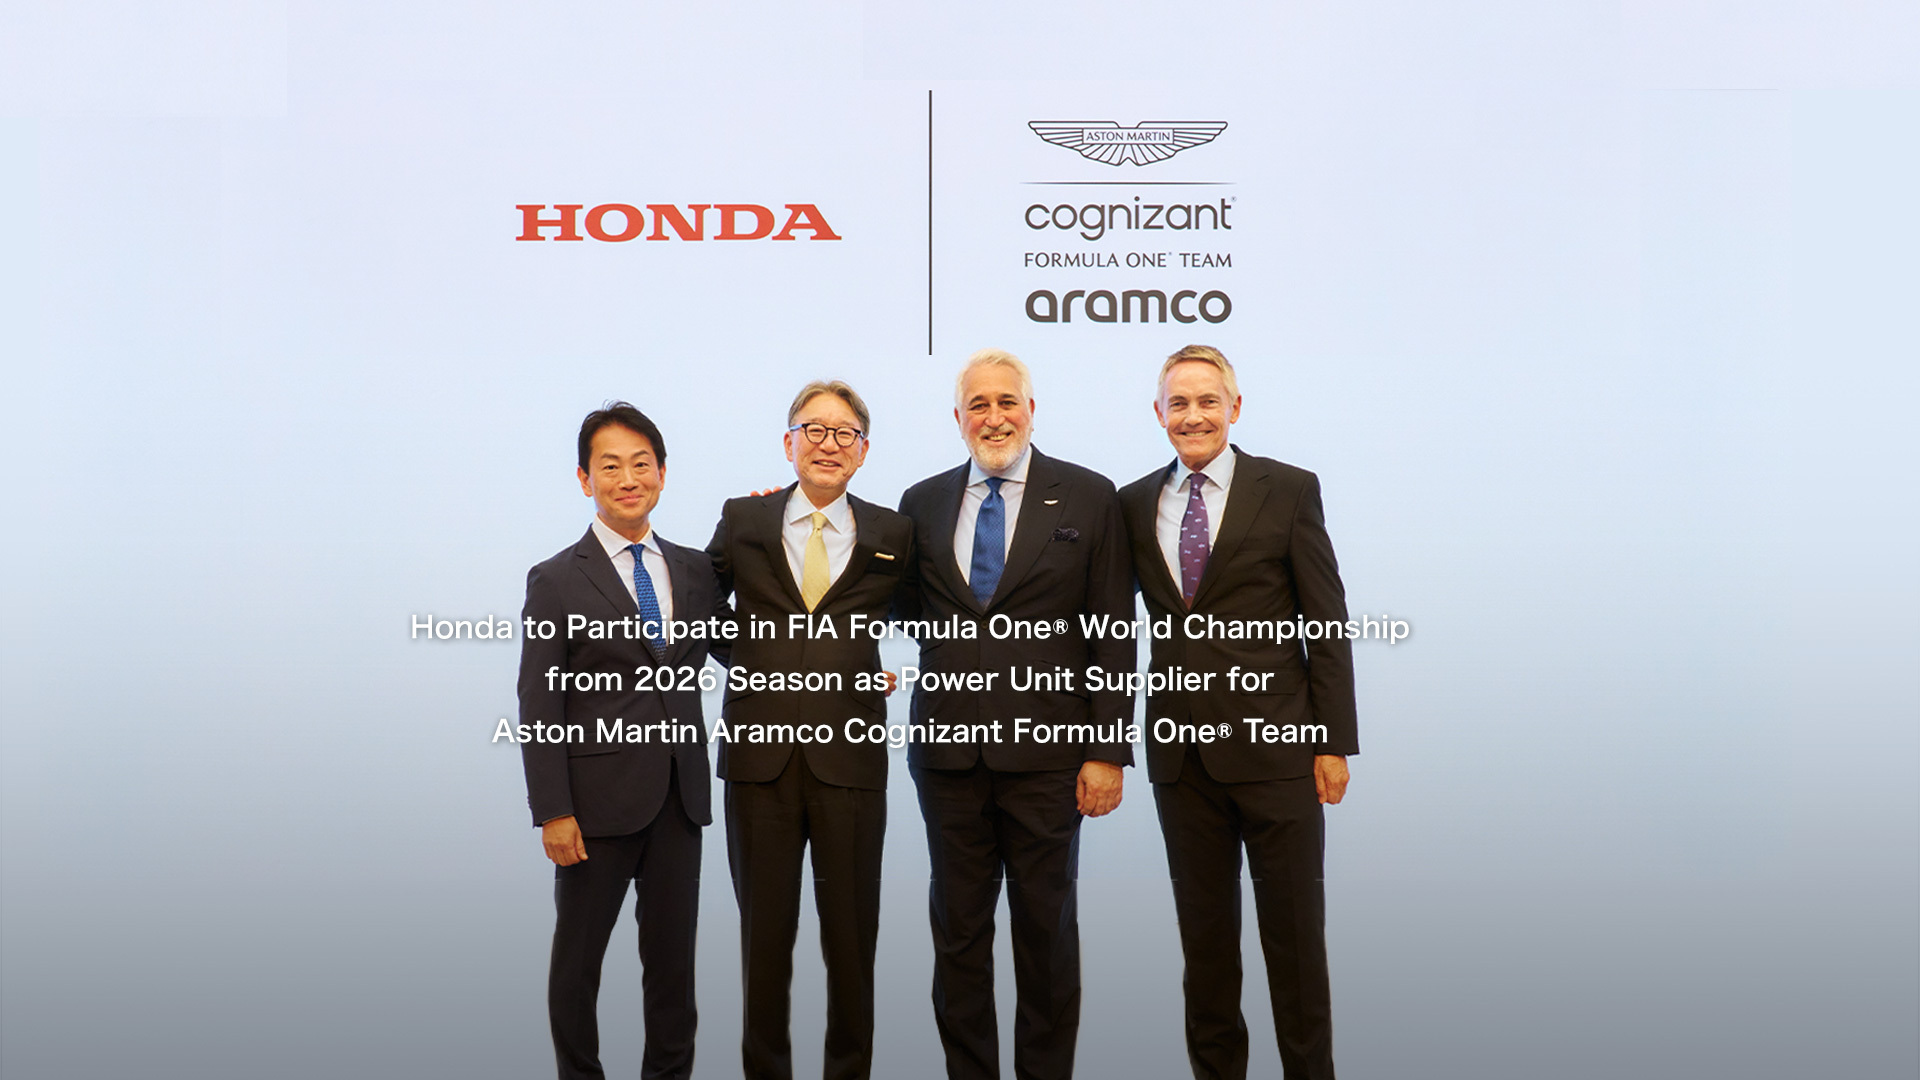 HONDA
ASTON MARTIN
cognizant®
FORMULA ONE® TEAM
aramco
Honda to Participate in FIA Formula One® World Championship
from 2026 Season as Power Unit Supplier for
Aston Martin Aramco Cognizant Formula One® Team